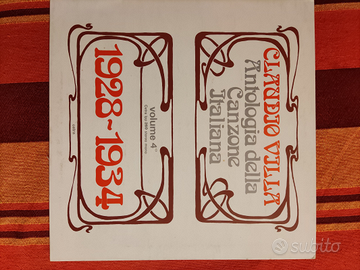 CLAUDIO VILLA
Antologia della
Canzone
Italiana
volume 4
1928~1934
subito